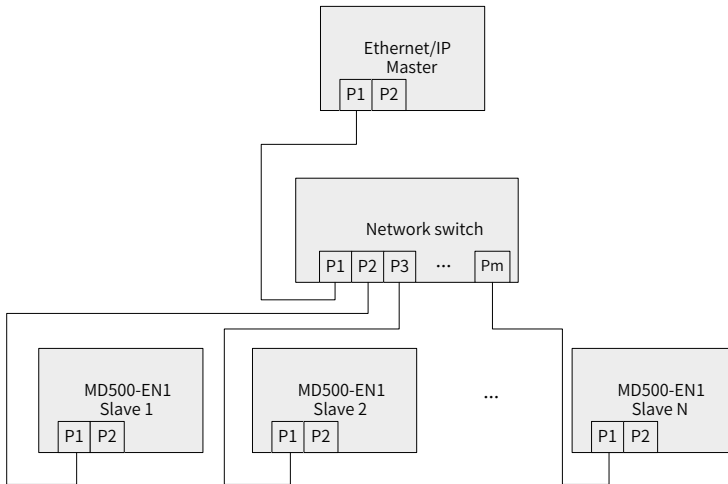 Ethernet/IP
Master
P1 P2
Network switch
P1 P2 P3 ... Pm
MD500-EN1
Slave 1
P1 P2
MD500-EN1
Slave 2
P1 P2
...
MD500-EN1
Slave N
P1 P2